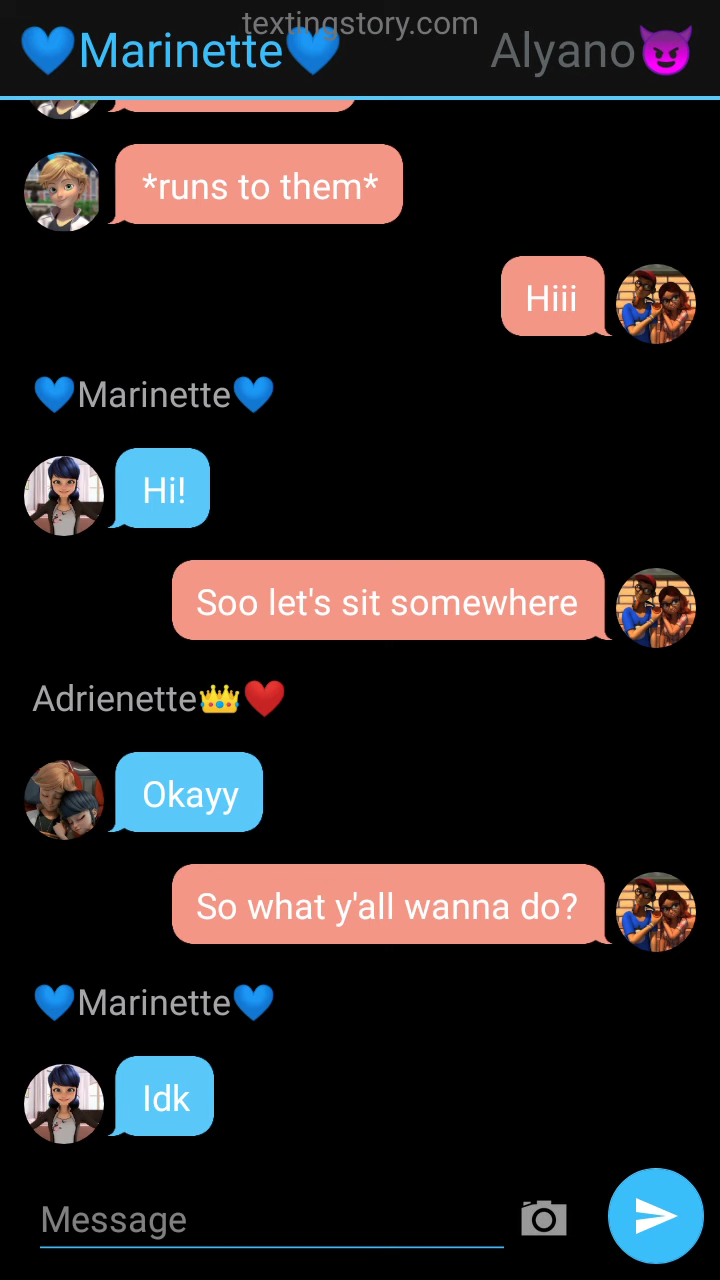 textingstory.com
💙Marinette💙 Alyano😈
*runs to them*
Hiii
💙Marinette💙
Hi!
Soo let's sit somewhere
Adrienette👑❤️
Okayy
So what y'all wanna do?
💙Marinette💙
Idk
Message